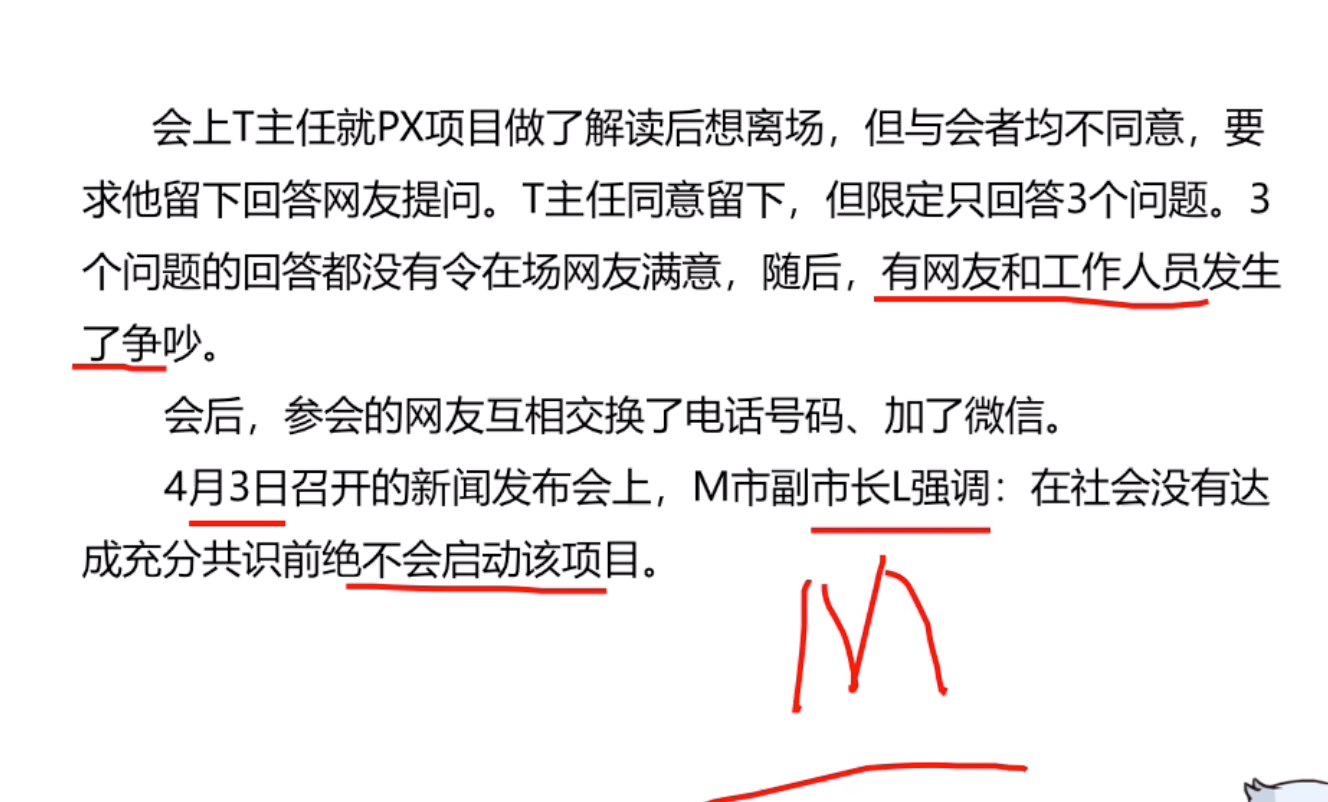 会上T主任就PX项目做了解读后想离场，但与会者均不同意，要
求他留下回答网友提问。T主任同意留下，但限定只回答3个问题。3
个问题的回答都没有令在场网友满意，随后，有网友和工作人员发生
了争吵。
会后，参会的网友互相交换了电话号码、加了微信。
4月3日召开的新闻发布会上，M市副市长L强调：在社会没有达
成充分共识前绝不会启动该项目。
M